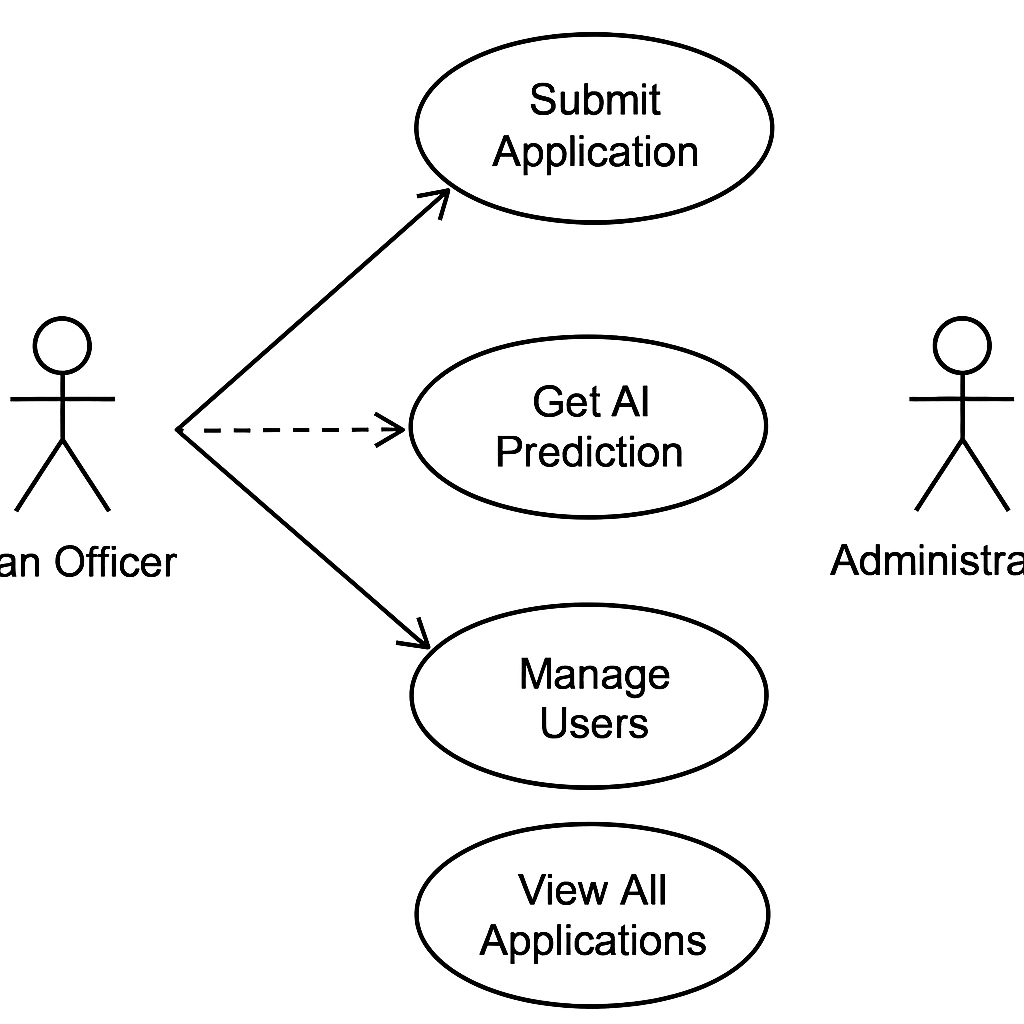 Submit
Application
Get AI
Prediction
an Officer
Administra
Manage
Users
View All
Applications